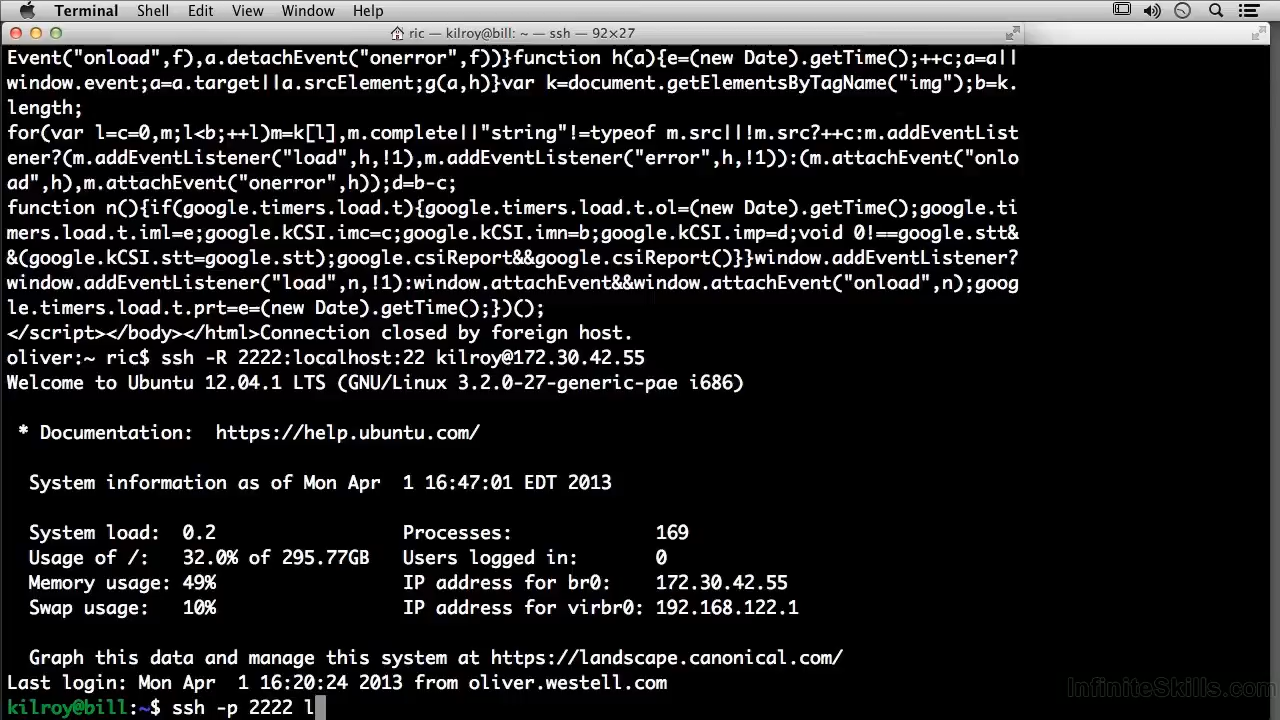 Terminal Shell Edit View Window Help
ric — kilroy@bill: ~ — ssh — 92×27
Event("onload",f),a.detachEvent("onerror",f))}function h(a){e=(new Date).getTime();++c;a=a||
window.event;a=a.target||a.srcElement;g(a,h)}var k=document.getElementsByTagName("img");b=k.
length;
for(var l=c=0,m;l<b;++l)m=k[l],m.complete||"string"!=typeof m.src||!m.src?++c:m.addEventList
ener?(m.addEventListener("load",h,!1),m.addEventListener("error",h,!1)):(m.attachEvent("onlo
ad",h),m.attachEvent("onerror",h));d=b-c;
function n(){if(google.timers.load.t){google.timers.load.t.ol=(new Date).getTime();google.ti
mers.load.t.iml=e;google.kCSI.imc=c;google.kCSI.imn=b;google.kCSI.imp=d;void 0!==google.stt&
&(google.kCSI.stt=google.stt);google.csiReport&&google.csiReport()}}window.addEventListener?
window.addEventListener("load",n,!1):window.attachEvent&&window.attachEvent("onload",n);goog
le.timers.load.t.prt=e=(new Date).getTime();})();
</script></body></html>Connection closed by foreign host.
oliver:~ ric$ ssh -R 2222:localhost:22 kilroy@172.30.42.55
Welcome to Ubuntu 12.04.1 LTS (GNU/Linux 3.2.0-27-generic-pae i686)
* Documentation: https://help.ubuntu.com/
System information as of Mon Apr 1 16:47:01 EDT 2013
System load: 0.2 Processes: 169
Usage of /: 32.0% of 295.77GB Users logged in: 0
Memory usage: 49% IP address for br0: 172.30.42.55
Swap usage: 10% IP address for virbr0: 192.168.122.1
Graph this data and manage this system at https://landscape.canonical.com/
Last login: Mon Apr 1 16:20:24 2013 from oliver.westell.com
kilroy@bill:~$ ssh -p 2222 l
InfiniteSkills.com